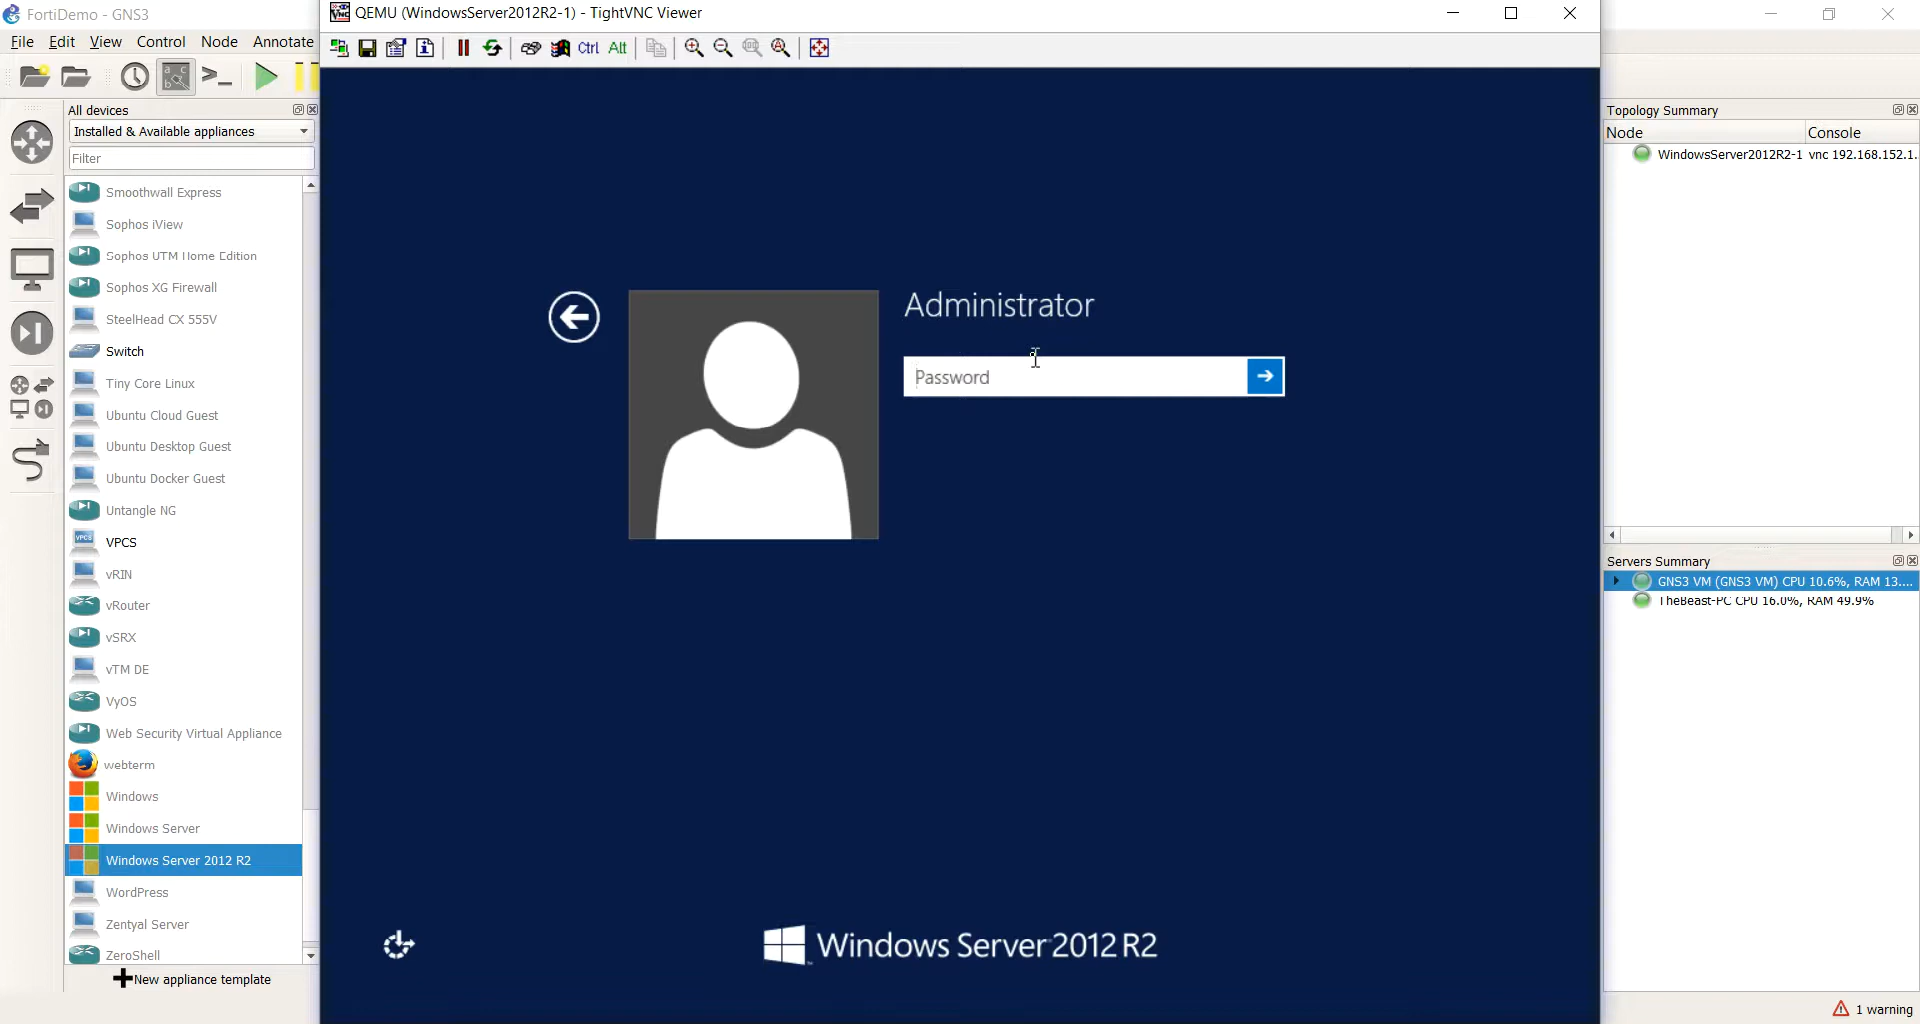 FortiDemo - GNS3
QEMU (WindowsServer2012R2-1) - TightVNC Viewer
File Edit View Control Node Annotate
Ctrl Alt
All devices
Installed & Available appliances
Filter
Smoothwall Express
Sophos iView
Sophos UTM Home Edition
Sophos XG Firewall
SteelHead CX 555V
Switch
Tiny Core Linux
Ubuntu Cloud Guest
Ubuntu Desktop Guest
Ubuntu Docker Guest
Untangle NG
VPCS
vRIN
vRouter
vSRX
vTM DE
VyOS
Web Security Virtual Appliance
webterm
Windows
Windows Server
Windows Server 2012 R2
WordPress
Zentyal Server
ZeroShell
New appliance template
Administrator
Password
Windows Server 2012 R2
Topology Summary
Node Console
WindowsServer2012R2-1 vnc 192.168.152.1.
Servers Summary
GNS3 VM (GNS3 VM) CPU 10.6%, RAM 13....
TheBeast-PC CPU 16.0%, RAM 49.9%
1 warning